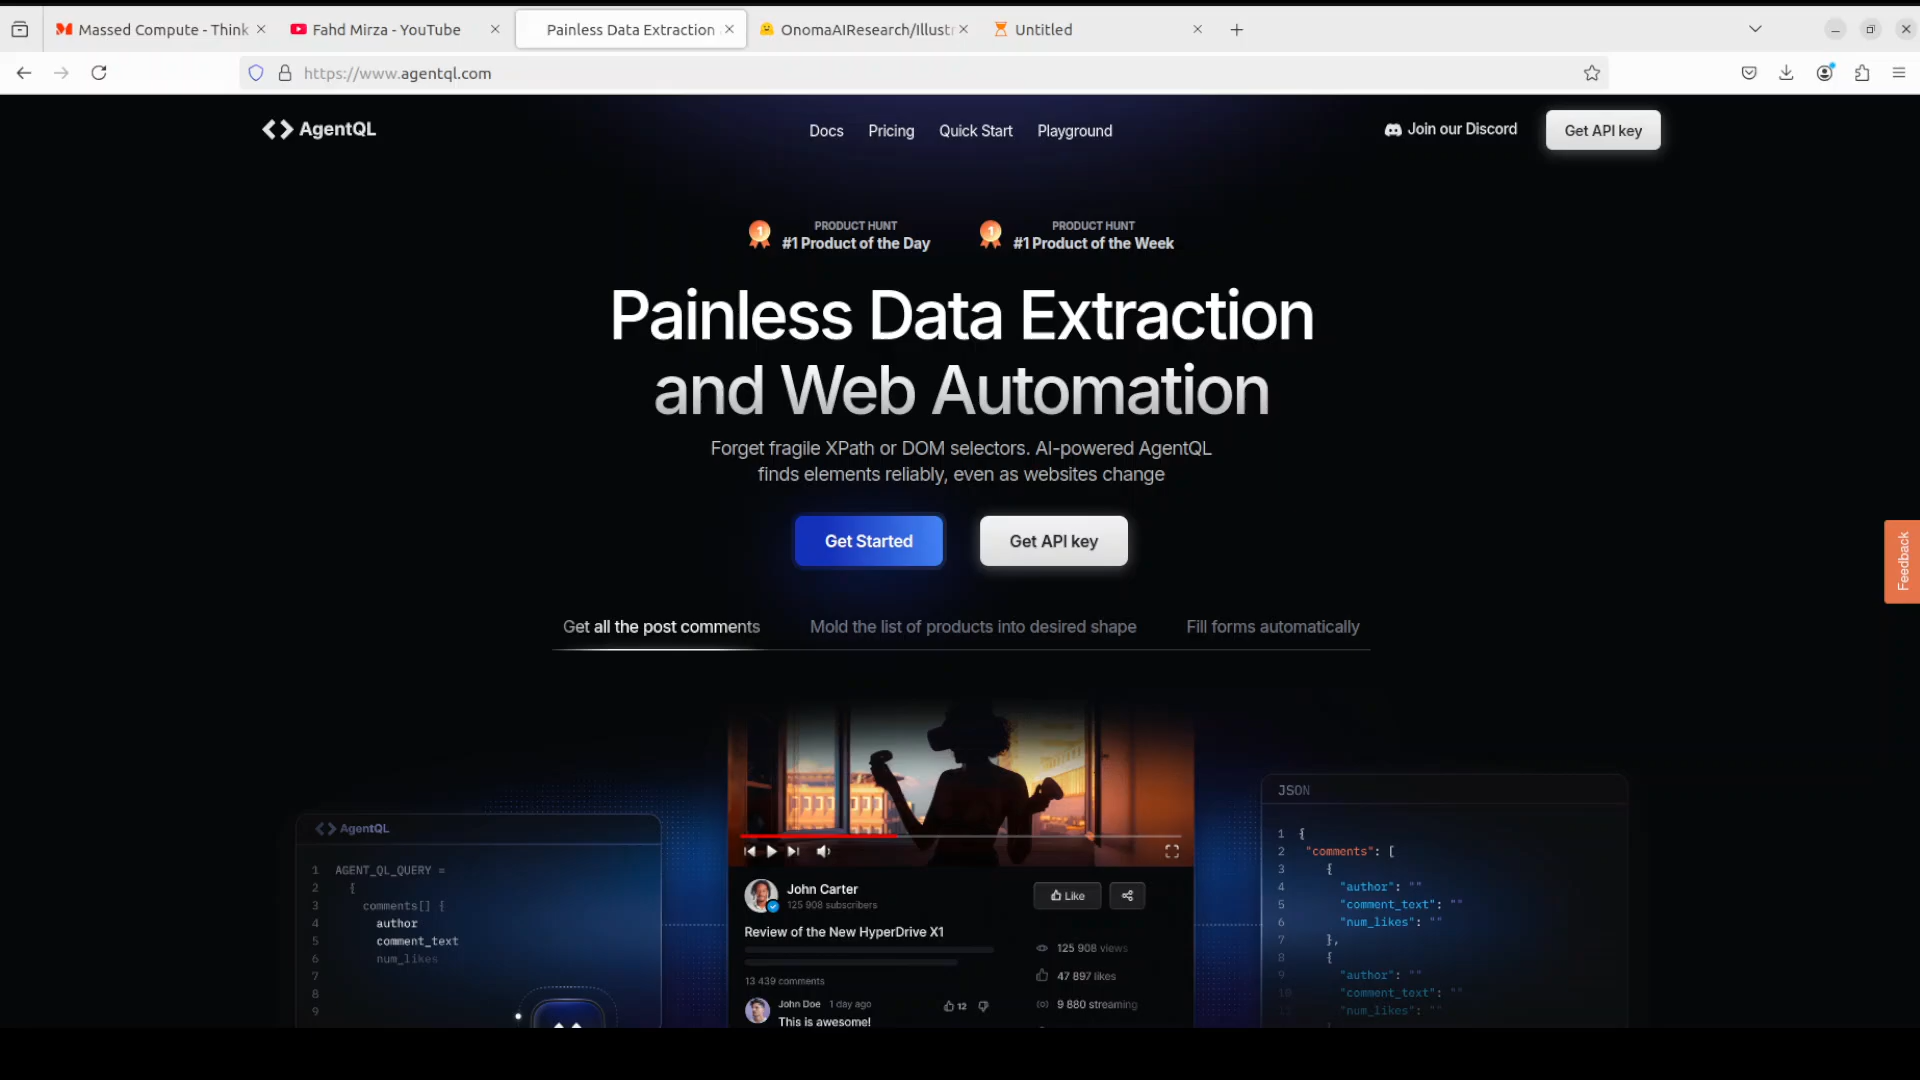 Massed Compute - Think
Fahd Mirza - YouTube
Painless Data Extraction
OnomaAIResearch/Illustr
Untitled
https://www.agentql.com
AgentQL
Docs
Pricing
Quick Start
Playground
Join our Discord
Get API key
PRODUCT HUNT
#1 Product of the Day
PRODUCT HUNT
#1 Product of the Week
Painless Data Extraction
and Web Automation
Forget fragile XPath or DOM selectors. AI-powered AgentQL
finds elements reliably, even as websites change
Get Started
Get API key
Feedback
Get all the post comments
Mold the list of products into desired shape
Fill forms automatically
AgentQL
1 AGENT_QL_QUERY =
2 {
3 comments[] {
4 author
5 comment_text
6 num_likes
7
8
9
John Carter
125 908 subscribers
Like
Review of the New HyperDrive X1
125 908 views
47 897 likes
9 880 streaming
13 439 comments
John Doe 1 day ago
12
This is awesome!
JSON
1 {
2 "comments": [
3 {
4 "author": ""
5 "comment_text": ""
6 "num_likes": ""
7 },
8 {
9 "author": ""
10 "comment_text": ""
11 "num_likes": ""